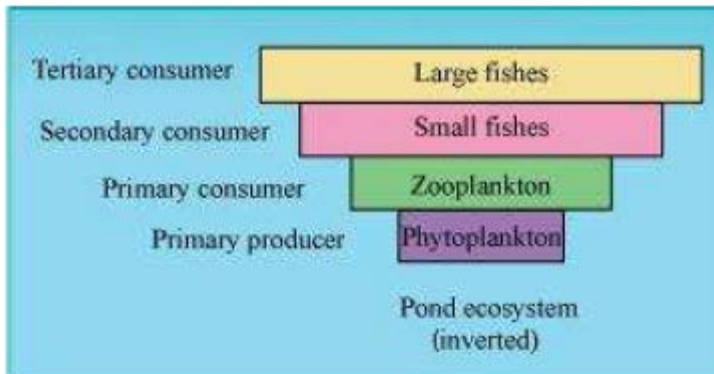 Tertiary consumer Large fishes
Secondary consumer Small fishes
Primary consumer Zooplankton
Primary producer Phytoplankton
Pond ecosystem
(inverted)